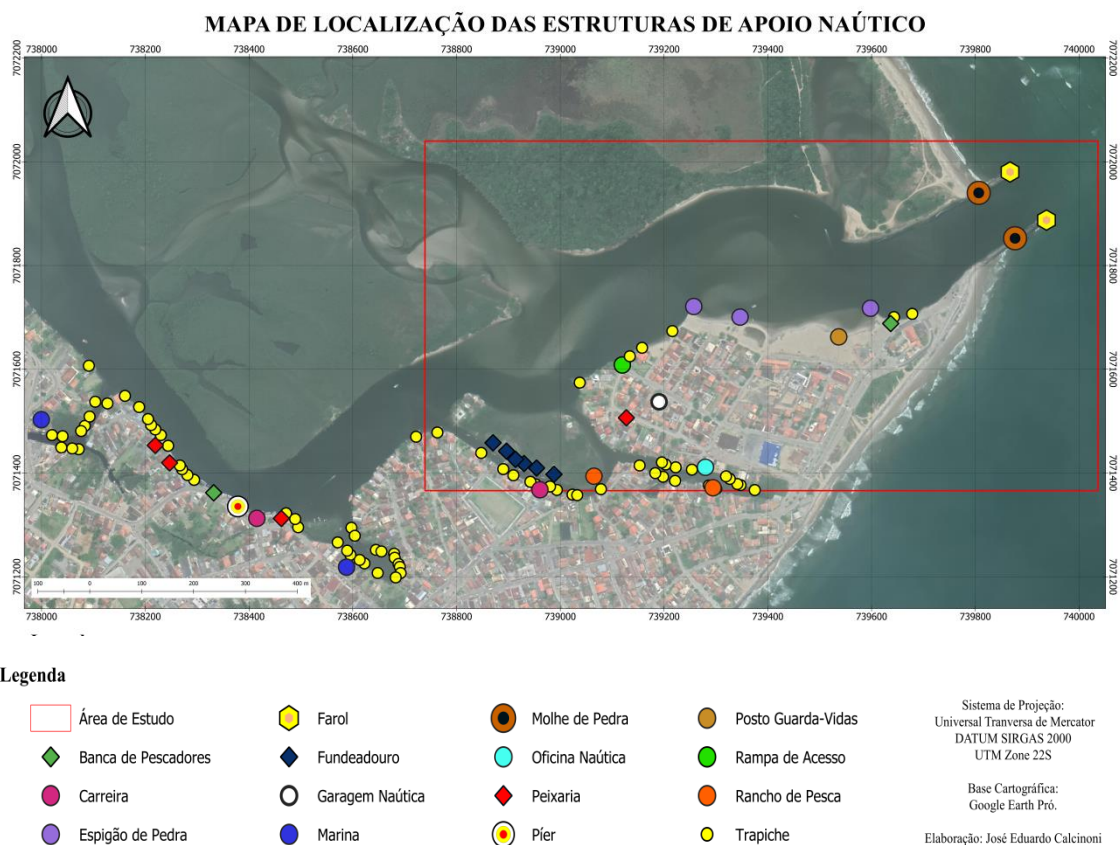 MAPA DE LOCALIZAÇÃO DAS ESTRUTURAS DE APOIO NAÚTICO
738000 738200 738400 738600 738800 739000 739200 739400 739600 739800 740000
7072200 7072200
7072000 7072000
7071800 7071800
7071600 7071600
7071400 7071400
7071200 7071200
100 0 100 200 300 400 m
738000 738200 738400 738600 738800 739000 739200 739400 739600 739800 740000
Legenda
Área de Estudo
Banca de Pescadores
Carreira
Espigão de Pedra
Farol
Fundeadouro
Garagem Naútica
Marina
Molhe de Pedra
Oficina Naútica
Peixaria
Píer
Posto Guarda-Vidas
Rampa de Acesso
Rancho de Pesca
Trapiche
Sistema de Projeção:
Universal Tranversa de Mercator
DATUM SIRGAS 2000
UTM Zone 22S
Base Cartográfica:
Google Earth Pró.
Elaboração: José Eduardo Calcinoni